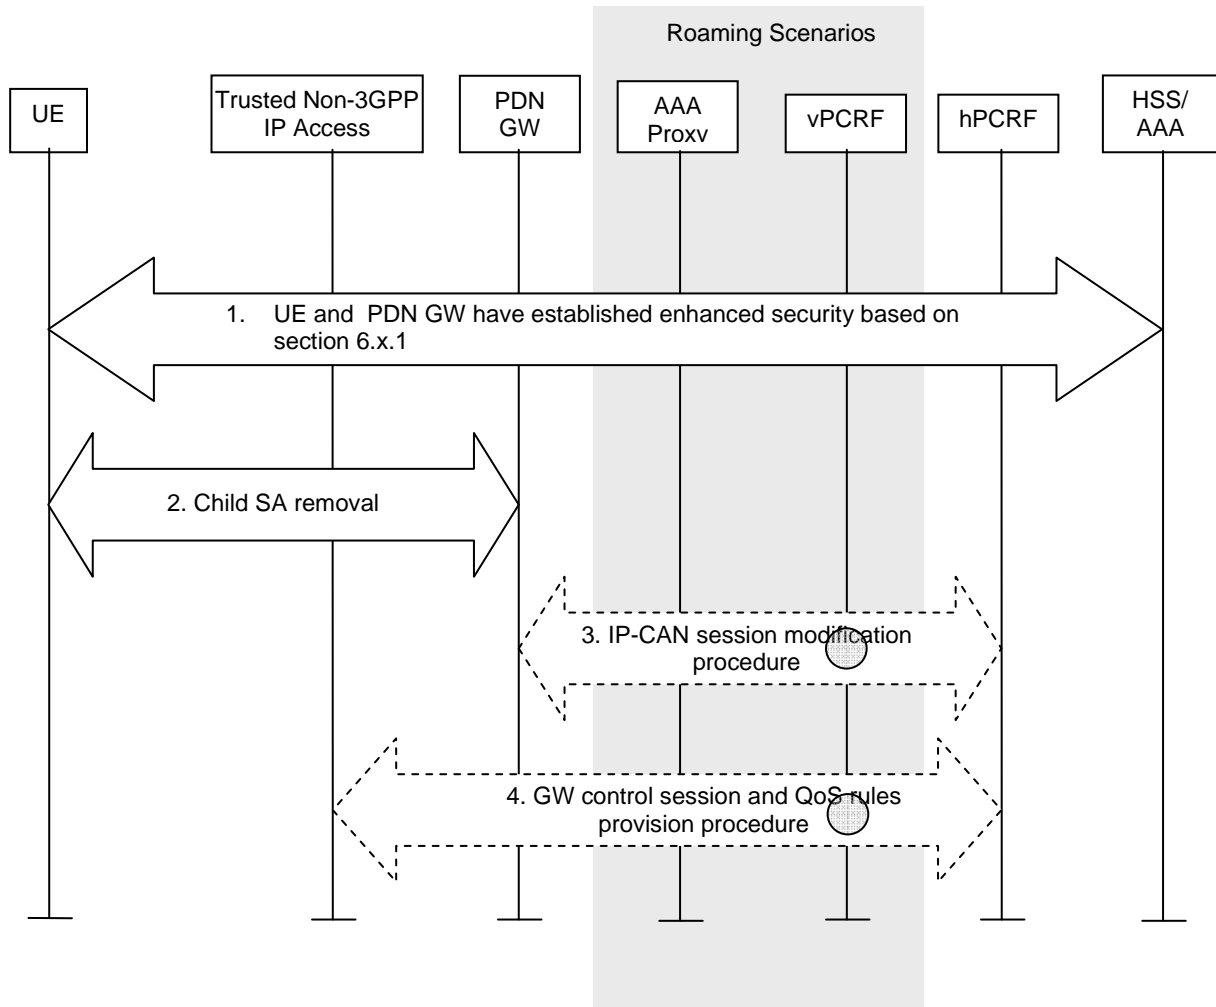 Roaming Scenarios
UE
Trusted Non-3GPP
IP Access
PDN
GW
AAA
Proxv
vPCRF
hPCRF
HSS/
AAA
1. UE and PDN GW have established enhanced security based on
section 6.x.1
2. Child SA removal
3. IP-CAN session modification
procedure
4. GW control session and QoS rules
provision procedure